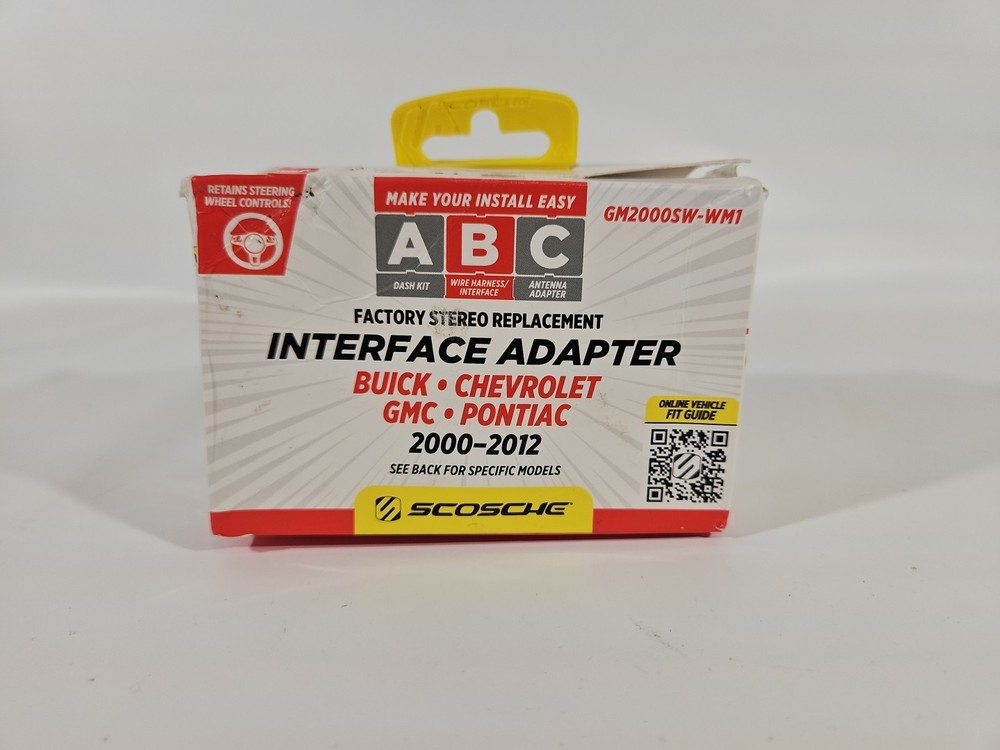 RETAINS STEERING
WHEEL CONTROLS!
MAKE YOUR INSTALL EASY
GM2000SW-WM1
A B C
DASH KIT
WIRE HARNESS/
INTERFACE
ANTENNA
ADAPTER
FACTORY STEREO REPLACEMENT
INTERFACE ADAPTER
BUICK • CHEVROLET
GMC • PONTIAC
2000–2012
SEE BACK FOR SPECIFIC MODELS
ONLINE VEHICLE
FIT GUIDE
SCOSCHE